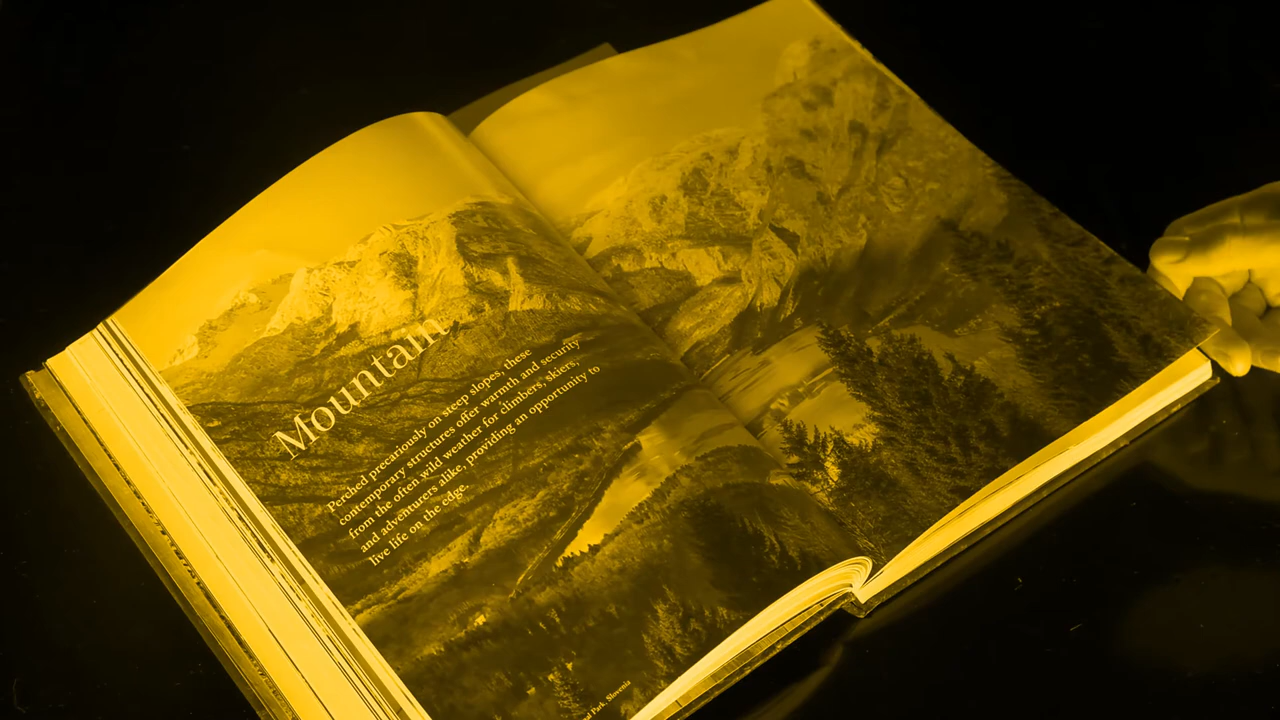 Mountain
Perched precariously on steep slopes, these
contemporary structures offer warmth, and security
from the often wild weather for climbers, skiers,
and adventurers alike, providing an opportunity to
live life on the edge.
Park, Slovenia